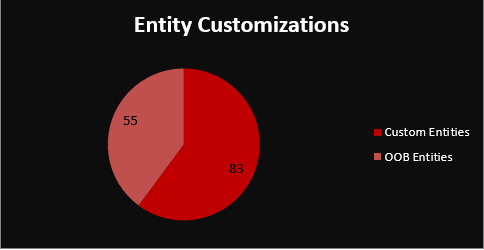 Entity Customizations
55
83
Custom Entities
OOB Entities